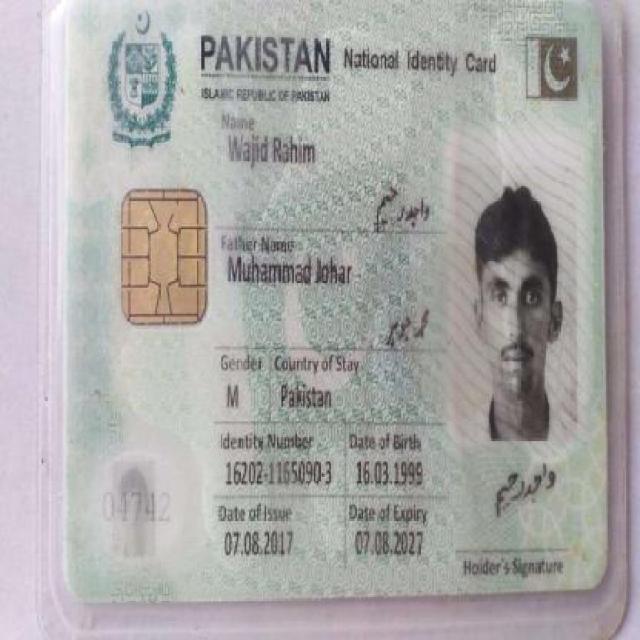 PAKISTAN National Identity Card
ISLAMIC REPUBLIC OF PAKISTAN
Name
Wajid Rahim
واجد رحیم
Father Name
Muhammad Johar
محمد جوہر
Gender Country of Stay
M Pakistan
Identity Number Date of Birth
16202-1165090-3 16.03.1999
واجد رحیم
Date of Issue Date of Expiry
07.08.2017 07.08.2027
Holder's Signature